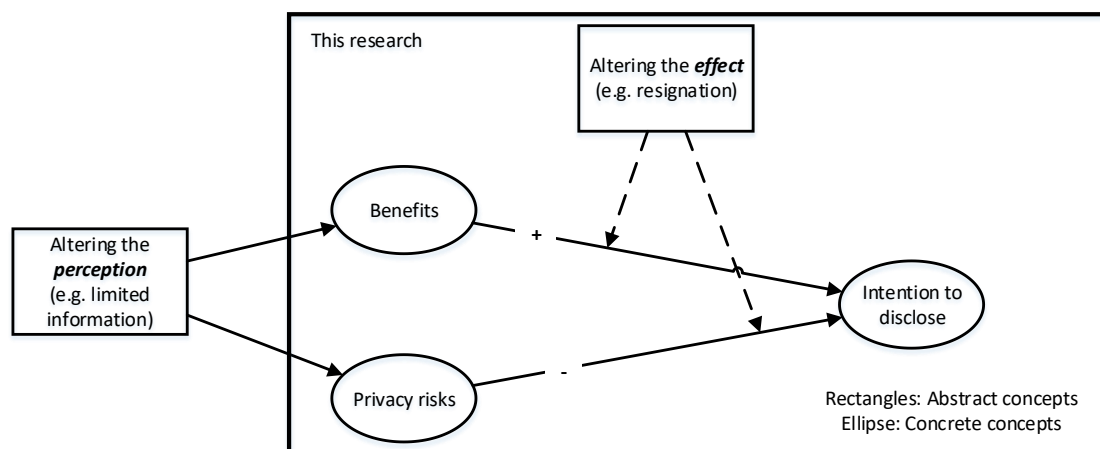 This research
Altering the effect
(e.g. resignation)
Benefits
+
Altering the
perception
(e.g. limited
information)
Intention to
disclose
Privacy risks
-
Rectangles: Abstract concepts
Ellipse: Concrete concepts